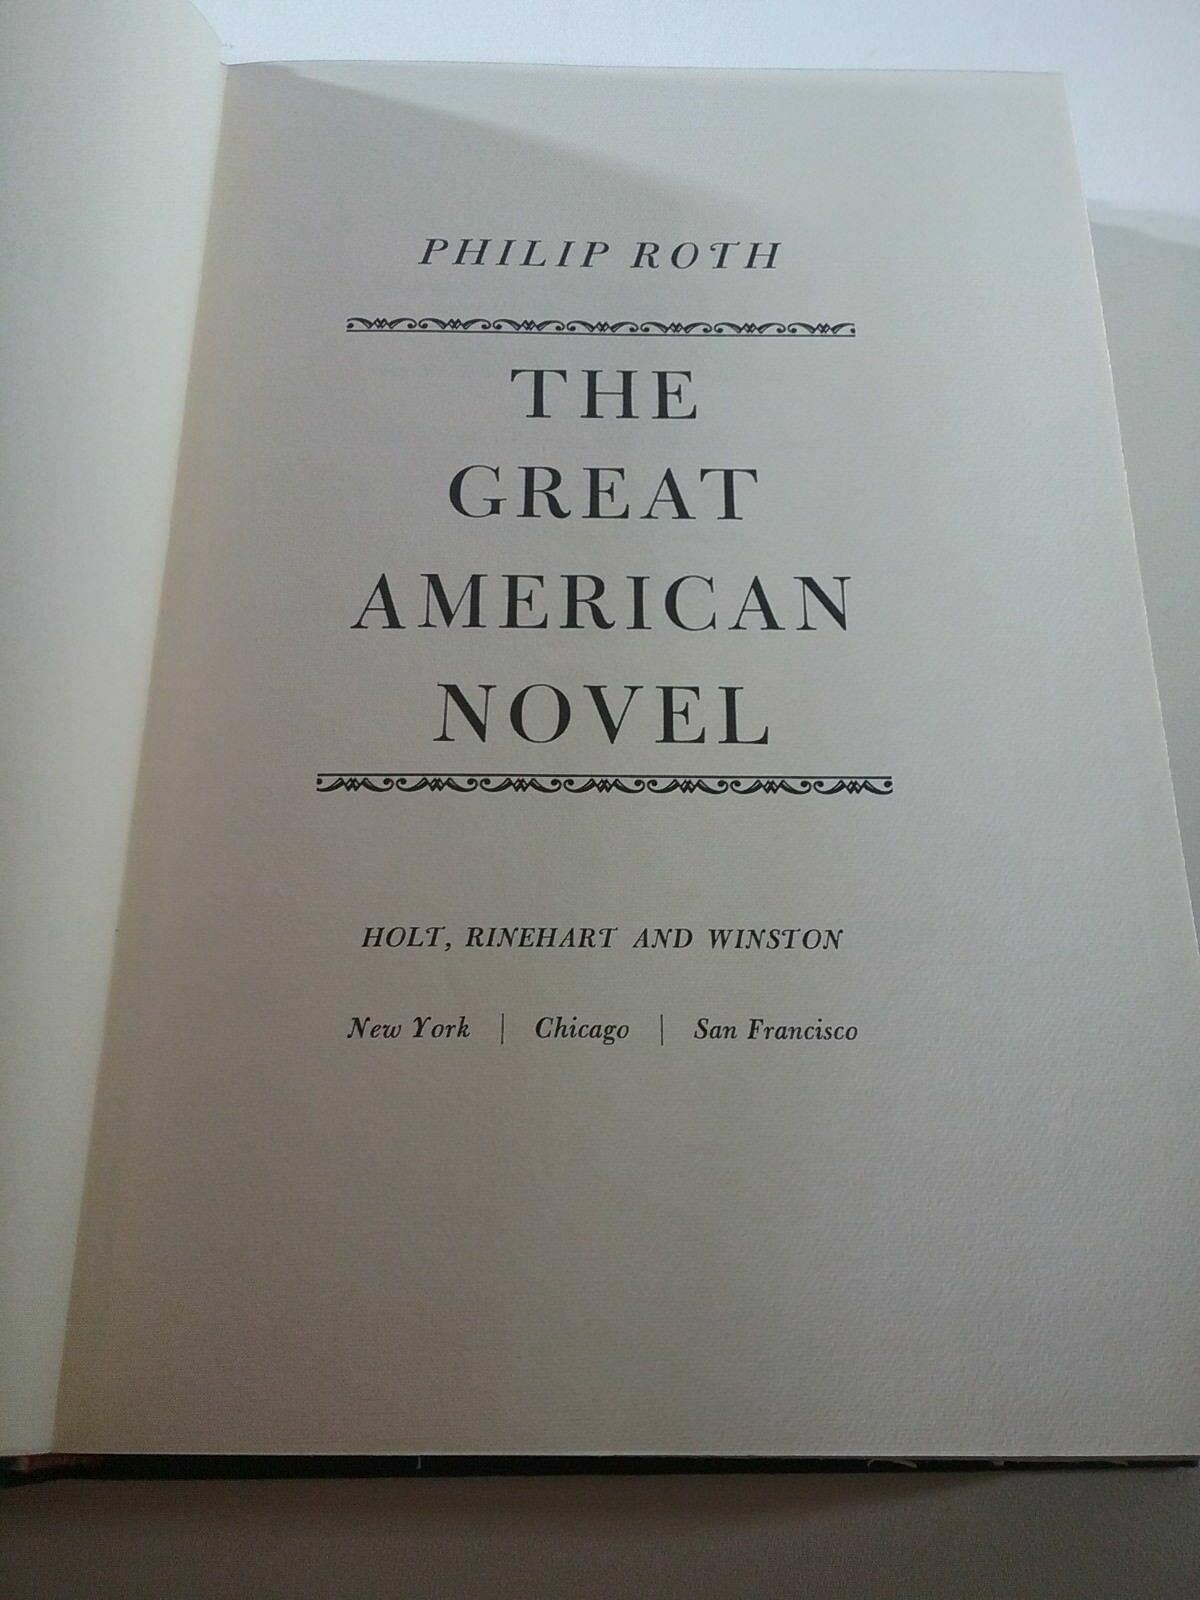 PHILIP ROTH
THE
GREAT
AMERICAN
NOVEL
HOLT, RINEHART AND WINSTON
New York | Chicago | San Francisco